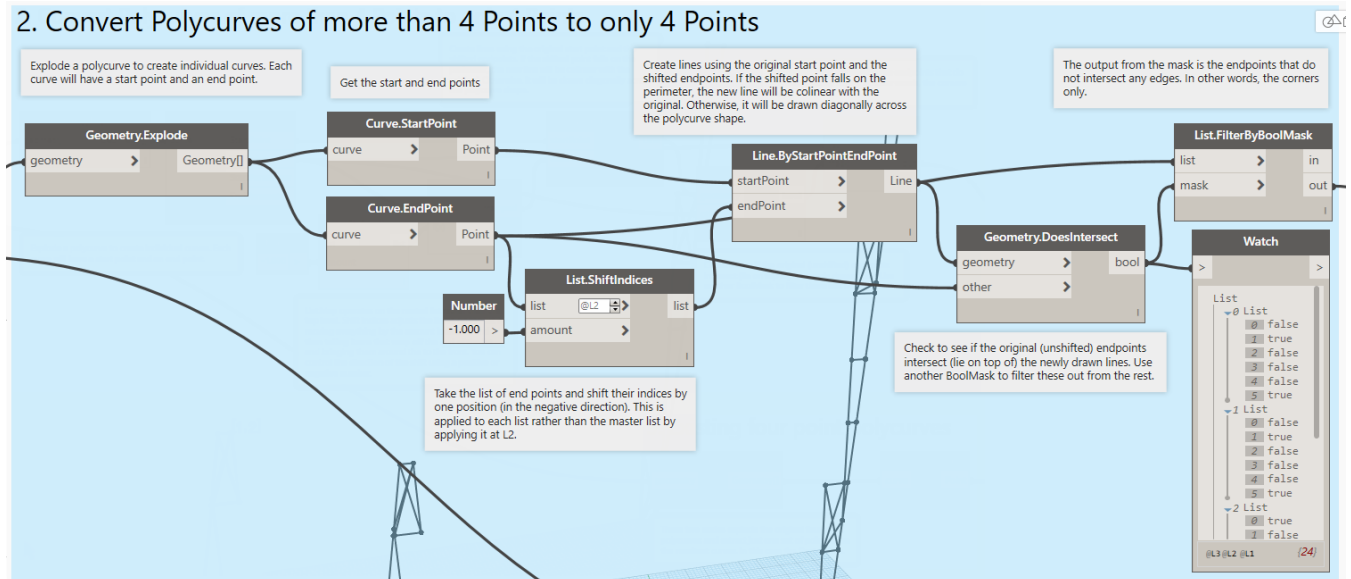 2. Convert Polycurves of more than 4 Points to only 4 Points
Explode a polycurve to create individual curves. Each
curve will have a start point and an end point.
Get the start and end points
Create lines using the original start point and the
shifted endpoints. If the shifted point falls on the
perimeter, the new line will be colinear with the
original. Otherwise, it will be drawn diagonally across
the polycurve shape.
The output from the mask is the endpoints that do
not intersect any edges. In other words, the corners
only.
Geometry.Explode
geometry > Geometry[]
Curve.StartPoint
curve > Point
Curve.EndPoint
curve > Point
Number
-1.000 >
List.ShiftIndices
list @L2 > list
amount >
Take the list of end points and shift their indices by
one position (in the negative direction). This is
applied to each list rather than the master list by
applying it at L2.
Line.ByStartPointEndPoint
startPoint > Line
endPoint >
Geometry.DoesIntersect
geometry > bool
other >
Check to see if the original (unshifted) endpoints
intersect (lie on top of) the newly drawn lines. Use
another BoolMask to filter these out from the rest.
List.FilterByBoolMask
list > in
mask > out
Watch
> >
List
0 List
0 false
1 true
2 false
3 false
4 false
5 true
1 List
0 false
1 true
2 false
3 false
4 false
5 true
2 List
0 true
1 false
@L3 @L2 @L1 {24}